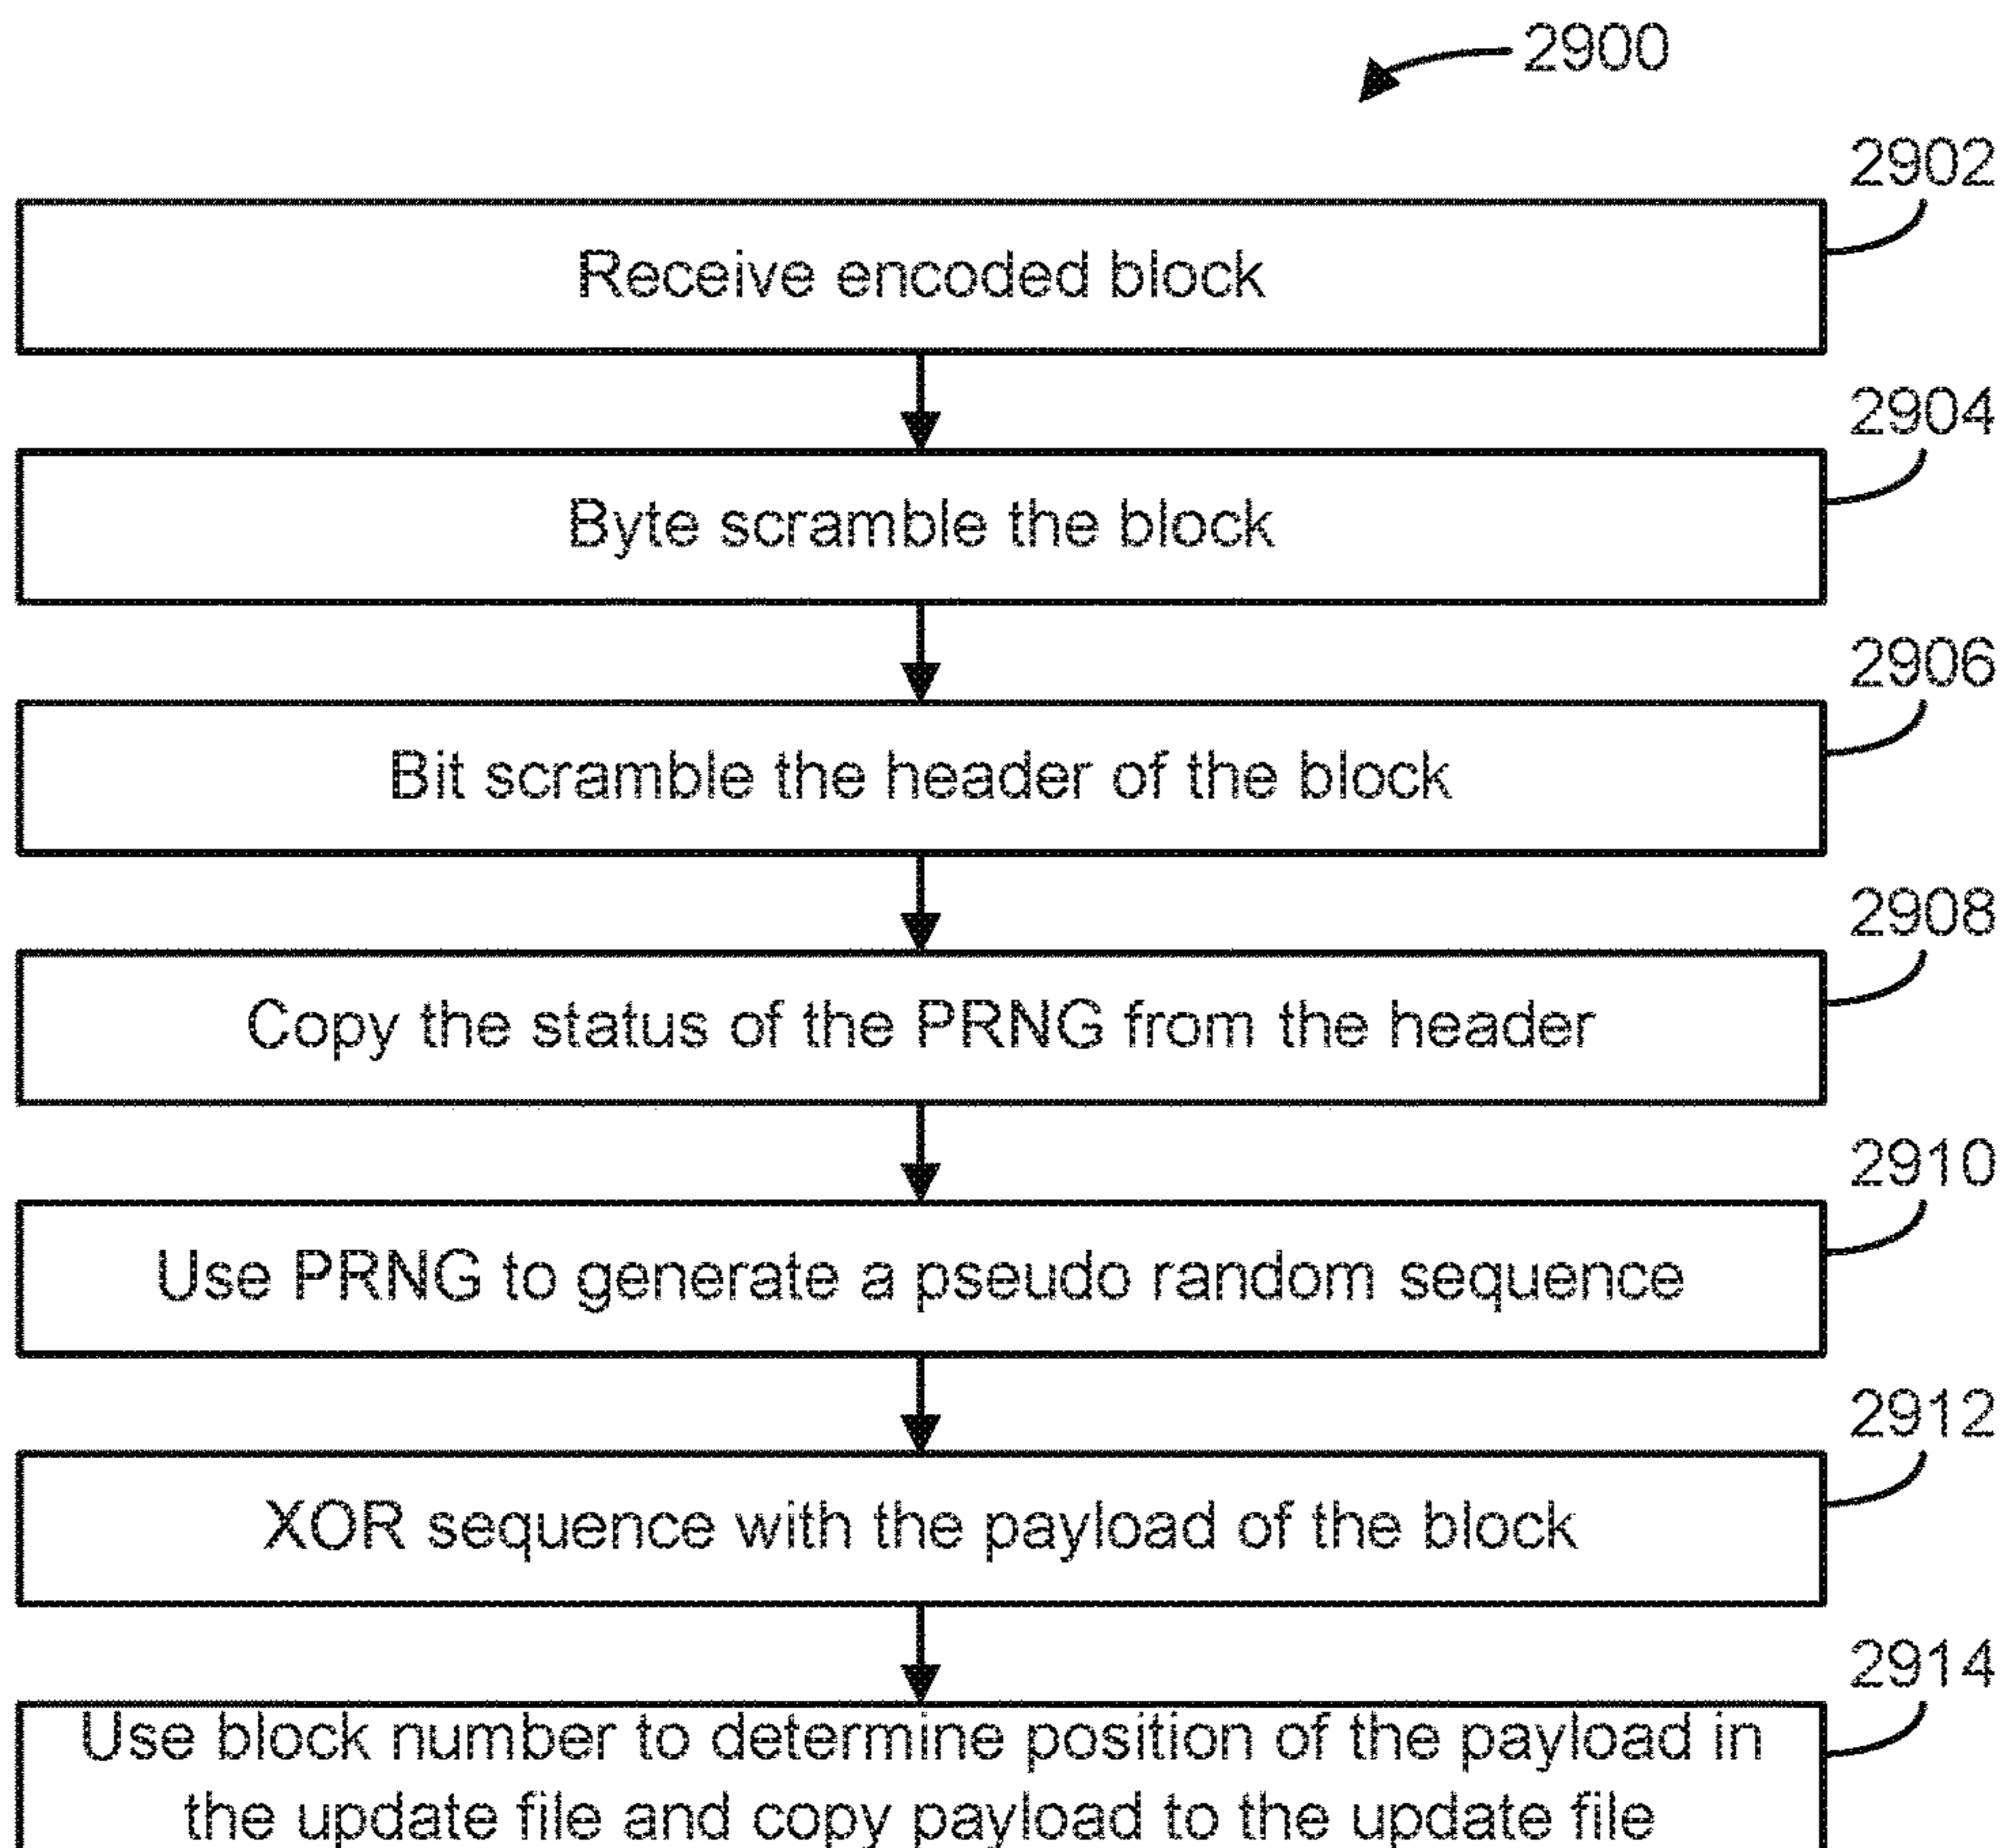 2900
2902
Receive encoded block
2904
Byte scramble the block
2906
Bit scramble the header of the block
2908
Copy the status of the PRNG from the header
2910
Use PRNG to generate a pseudo random sequence
2912
XOR sequence with the payload of the block
2914
Use block number to determine position of the payload in
the update file and copy payload to the update file